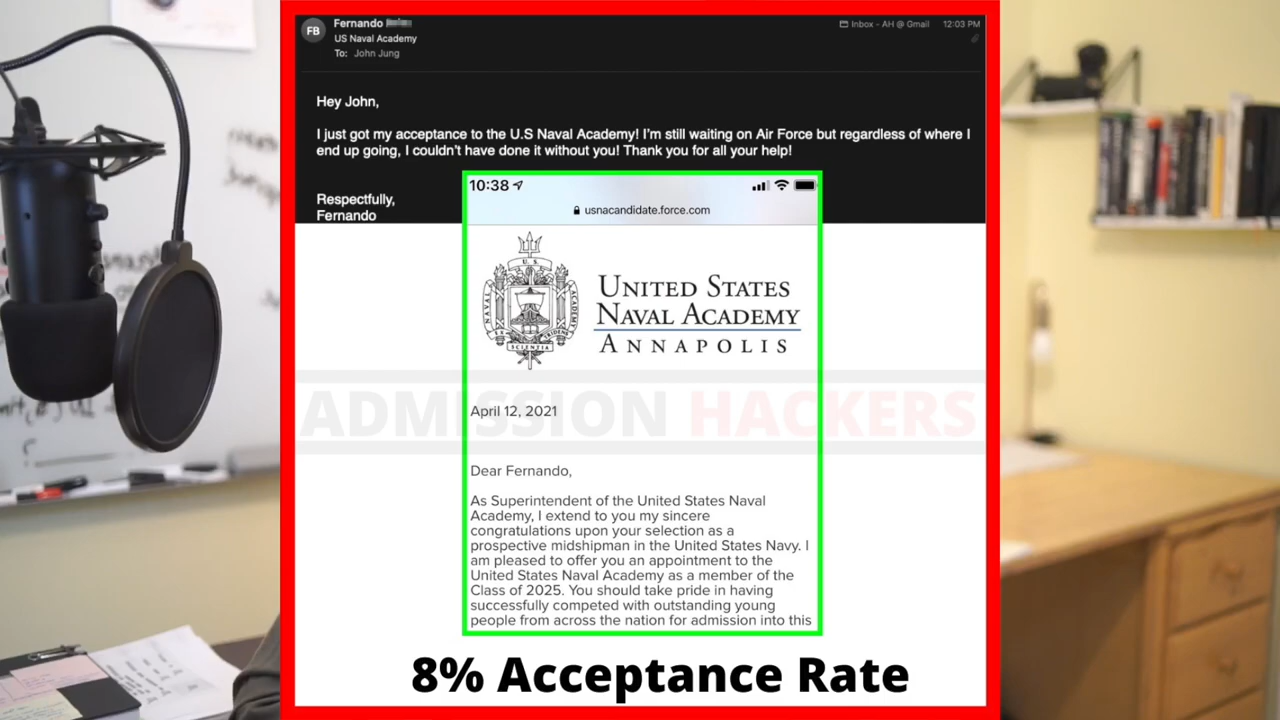 FB
Fernando
Inbox - AH @ Gmail
12:03 PM
US Naval Academy
To: John Jung
Hey John,
I just got my acceptance to the U.S Naval Academy! I'm still waiting on Air Force but regardless of where I
end up going, I couldn't have done it without you! Thank you for all your help!
Respectfully,
Fernando
10:38
usnacandidate.force.com
U. S.
NAVAL
ACADEMY
EX
TRIDENS
SCIENTIA
UNITED STATES
NAVAL ACADEMY
ANNAPOLIS
ADMISSION HACKERS
April 12, 2021
Dear Fernando,
As Superintendent of the United States Naval
Academy, I extend to you my sincere
congratulations upon your selection as a
prospective midshipman in the United States Navy. I
am pleased to offer you an appointment to the
United States Naval Academy as a member of the
Class of 2025. You should take pride in having
successfully competed with outstanding young
people from across the nation for admission into this
8% Acceptance Rate